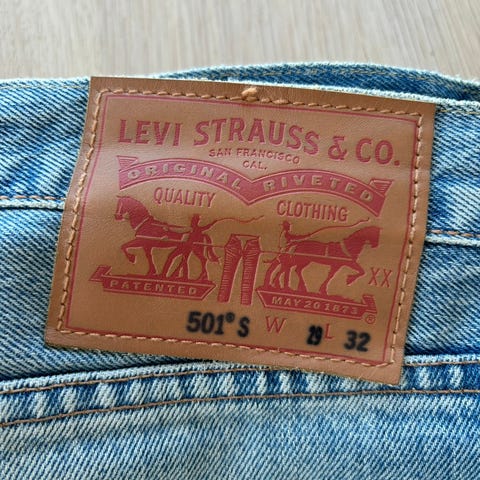 LEVI STRAUSS & CO.
SAN FRANCISCO
CAL.
ORIGINAL RIVETED
QUALITY CLOTHING
XX
PATENTED MAY 20 1873 ®
501® S W 29 L 32